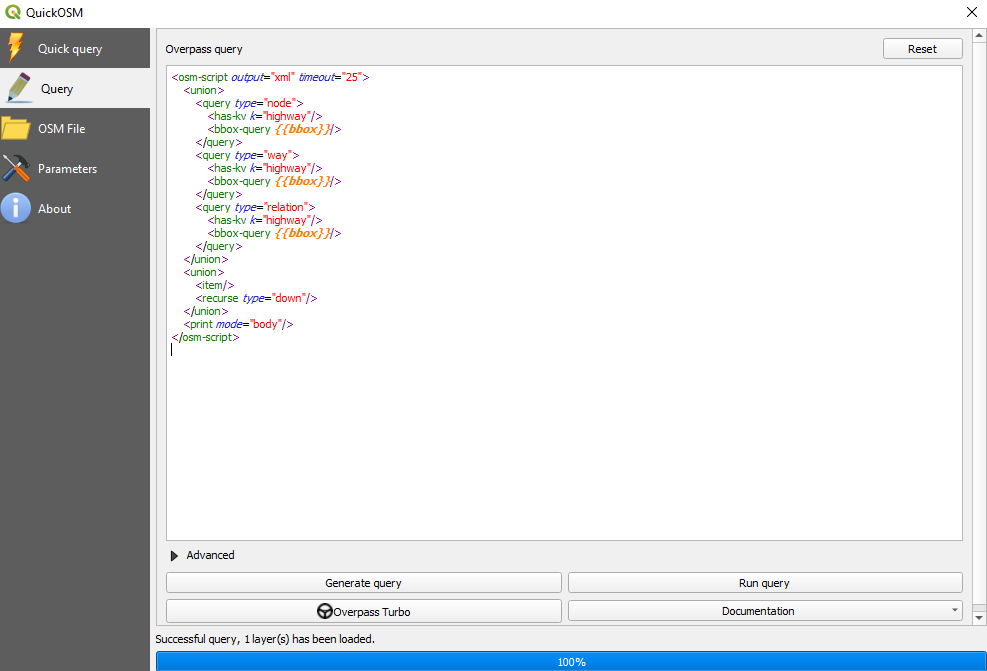 QuickOSM
Quick query
Query
OSM File
Parameters
About
Overpass query
Reset
<osm-script output="xml" timeout="25">
<union>
<query type="node">
<has-kv k="highway"/>
<bbox-query {{bbox}}/>
</query>
<query type="way">
<has-kv k="highway"/>
<bbox-query {{bbox}}/>
</query>
<query type="relation">
<has-kv k="highway"/>
<bbox-query {{bbox}}/>
</query>
</union>
<union>
<item/>
<recurse type="down"/>
</union>
<print mode="body"/>
</osm-script>
Advanced
Generate query
Run query
Overpass Turbo
Documentation
Successful query, 1 layer(s) has been loaded.
100%